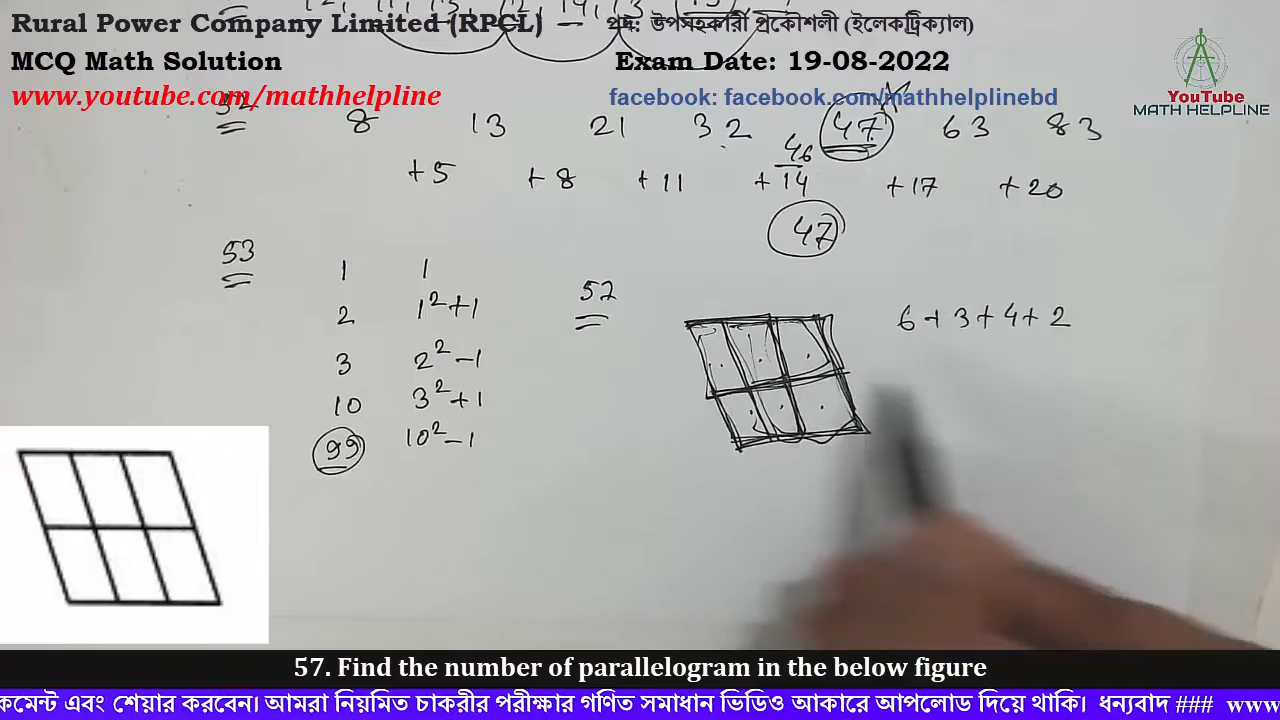 Rural Power Company Limited (RPCL)
পদ: উপসহকারী প্রকৌশলী (ইলেকট্রিক্যাল)
MCQ Math Solution
Exam Date: 19-08-2022
www.youtube.com/mathhelpline
facebook: facebook.com/mathhelplinebd
YouTube
MATH HELPLINE
52 8 13 21 32 47 63 83
46
+5 +8 +11 +14 +17 +20
47
53
1 1
2 1²+1
3 2²-1
10 3²+1
99 10²-1
57
6+3+4+2
57. Find the number of parallelogram in the below figure
কমেন্ট এবং শেয়ার করবেন। আমরা নিয়মিত চাকরীর পরীক্ষার গণিত সমাধান ভিডিও আকারে আপলোড দিয়ে থাকি। ধন্যবাদ ### www